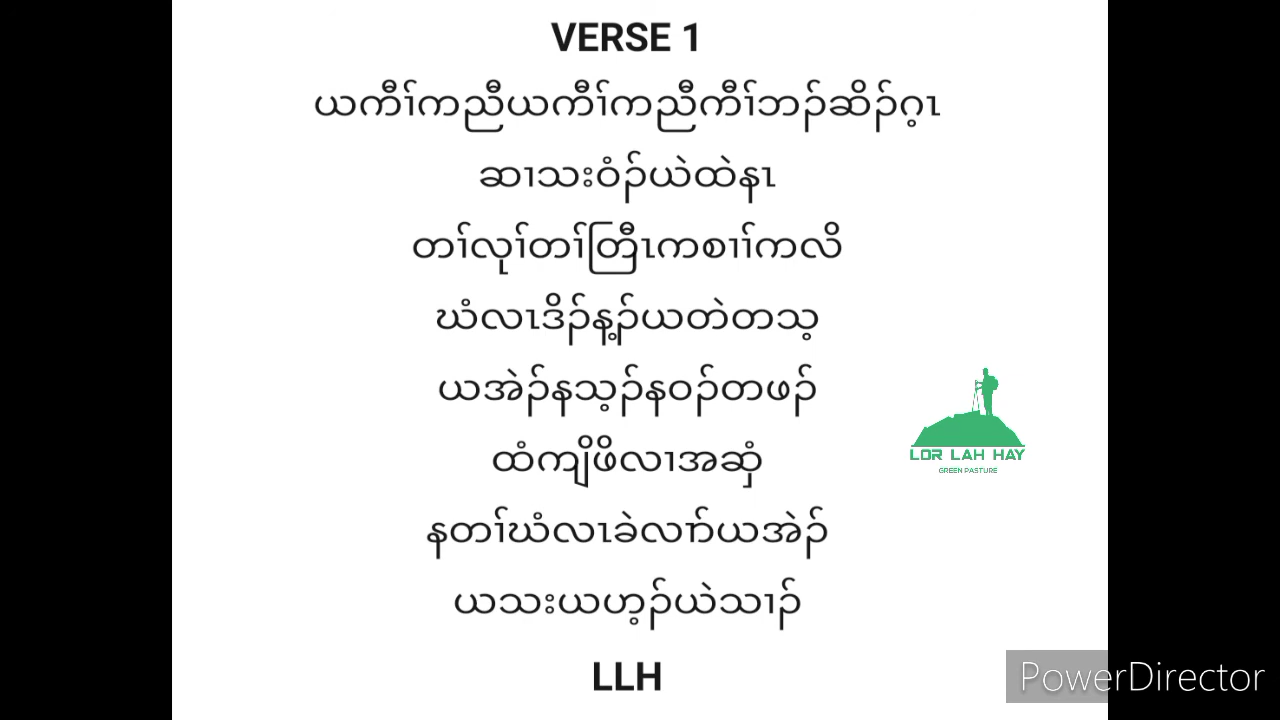 VERSE 1
ယကီၢ်ကညီယကီၢ်ကညီကီၢ်ဘၣ်ဆိၣ်ဂ့ၤ
ဆၢသးဝံၣ်ယဲထဲနၤ
တၢ်လုၢ်တၢ်တြီၤကစၢၢ်ကလိ
ဃံလၤဒိၣ်န့ၣ်ယတဲတသ့
ယအဲၣ်နသ့ၣ်နဝၣ်တဖၣ်
ထံကျိဖိလၢအဆှံ
နတၢ်ဃံလၤခဲလၢာ်ယအဲၣ်
ယသးယဟ့ၣ်ယဲသၢၣ်
LLH
LOR LAH HAY
GREEN PASTURE
PowerDirector